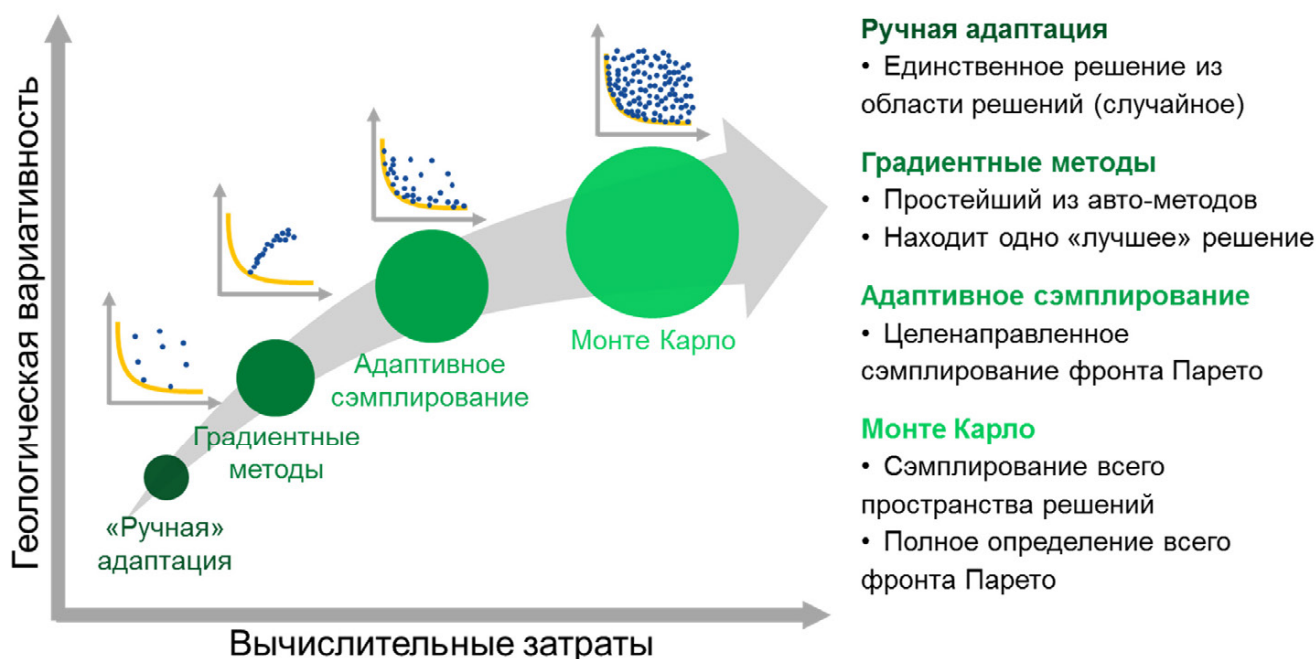 Геологическая вариативность
«Ручная»
адаптация
Градиентные
методы
Адаптивное
сэмплирование
Монте Карло
Вычислительные затраты
Ручная адаптация
• Единственное решение из
области решений (случайное)
Градиентные методы
• Простейший из авто-методов
• Находит одно «лучшее» решение
Адаптивное сэмплирование
• Целенаправленное
сэмплирование фронта Парето
Монте Карло
• Сэмплирование всего
пространства решений
• Полное определение всего
фронта Парето